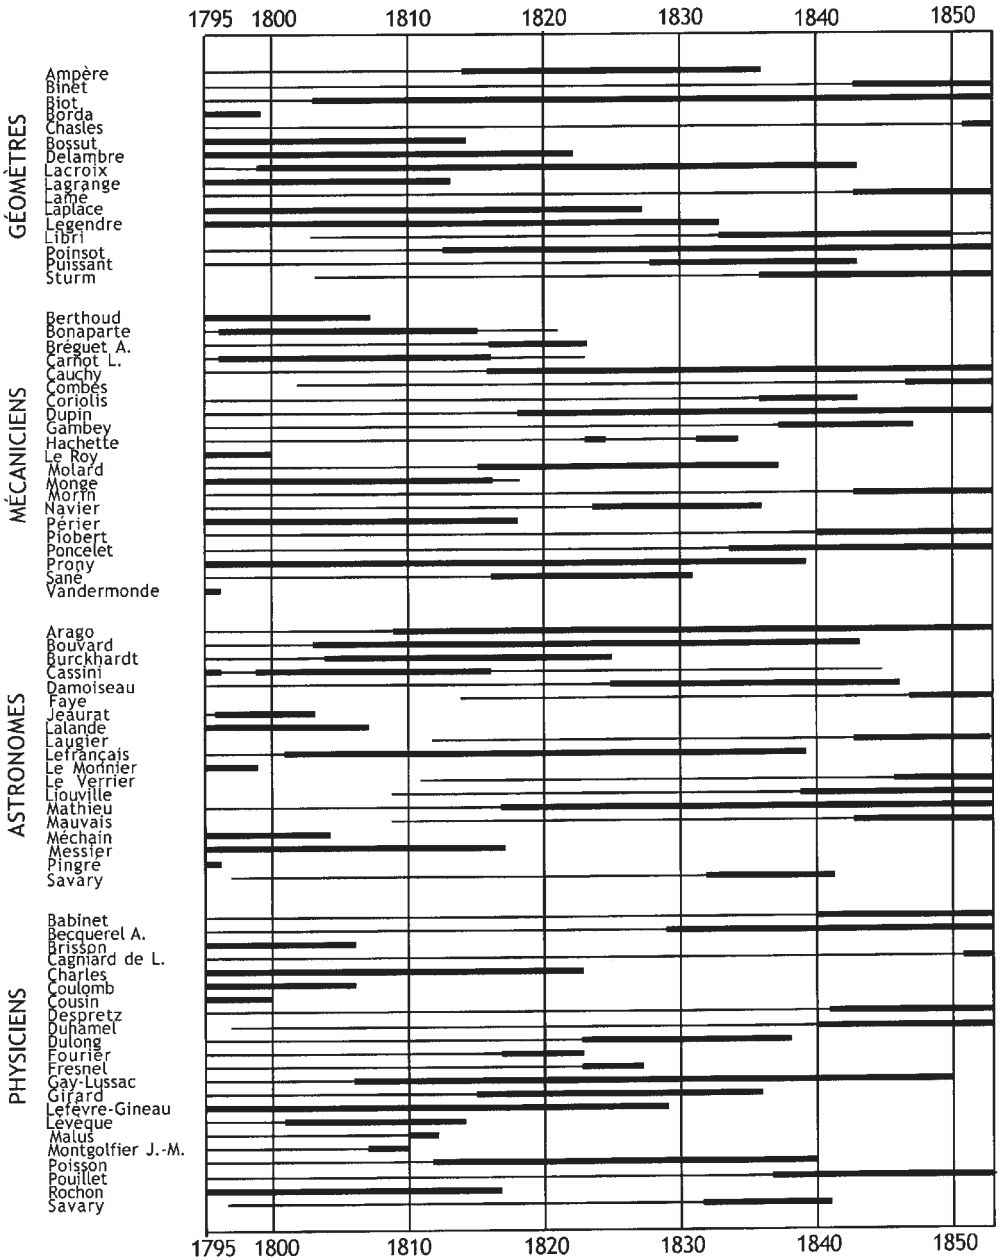 1795 1800 1810 1820 1830 1840 1850
GÉOMÈTRES
Ampère
Binet
Biot
Borda
Chasles
Bossut
Delambre
Lacroix
Lagrange
Lamé
Laplace
Legendre
Libri
Poinsot
Puissant
Sturm
MÉCANICIENS
Berthoud
Bonaparte
Bréguet A.
Carnot L.
Cauchy
Combes
Coriolis
Dupin
Gambey
Hachette
Le Roy
Molard
Monge
Morin
Navier
Périer
Piobert
Poncelet
Prony
Sané
Vandermonde
ASTRONOMES
Arago
Bouvard
Burckhardt
Cassini
Damoiseau
Faye
Jeaurat
Lalande
Laugier
Lefrançais
Le Monnier
Le Verrier
Liouville
Mathieu
Mauvais
Méchain
Messier
Pingré
Savary
PHYSICIENS
Babinet
Becquerel A.
Brisson
Cagniard de L.
Charles
Coulomb
Cousin
Despretz
Duhamel
Dulong
Fourier
Fresnel
Gay-Lussac
Girard
Lefèvre-Gineau
Lévêque
Malus
Montgolfier J.-M.
Poisson
Pouillet
Rochon
Savary
1795 1800 1810 1820 1830 1840 1850